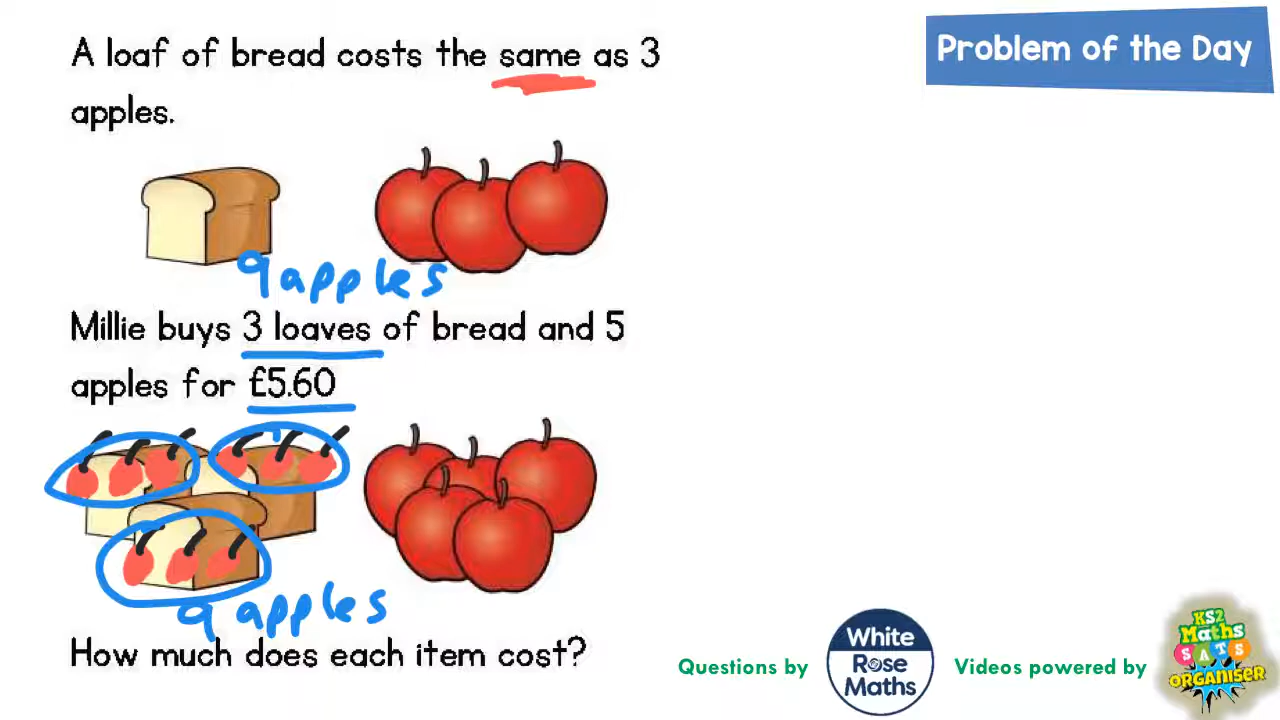 Problem of the Day
A loaf of bread costs the same as 3
apples.
9 apples
Millie buys 3 loaves of bread and 5
apples for £5.60
9 apples
How much does each item cost?
Questions by
White
Rose
Maths
Videos powered by
KS2
Maths
SATS
ORGANISER